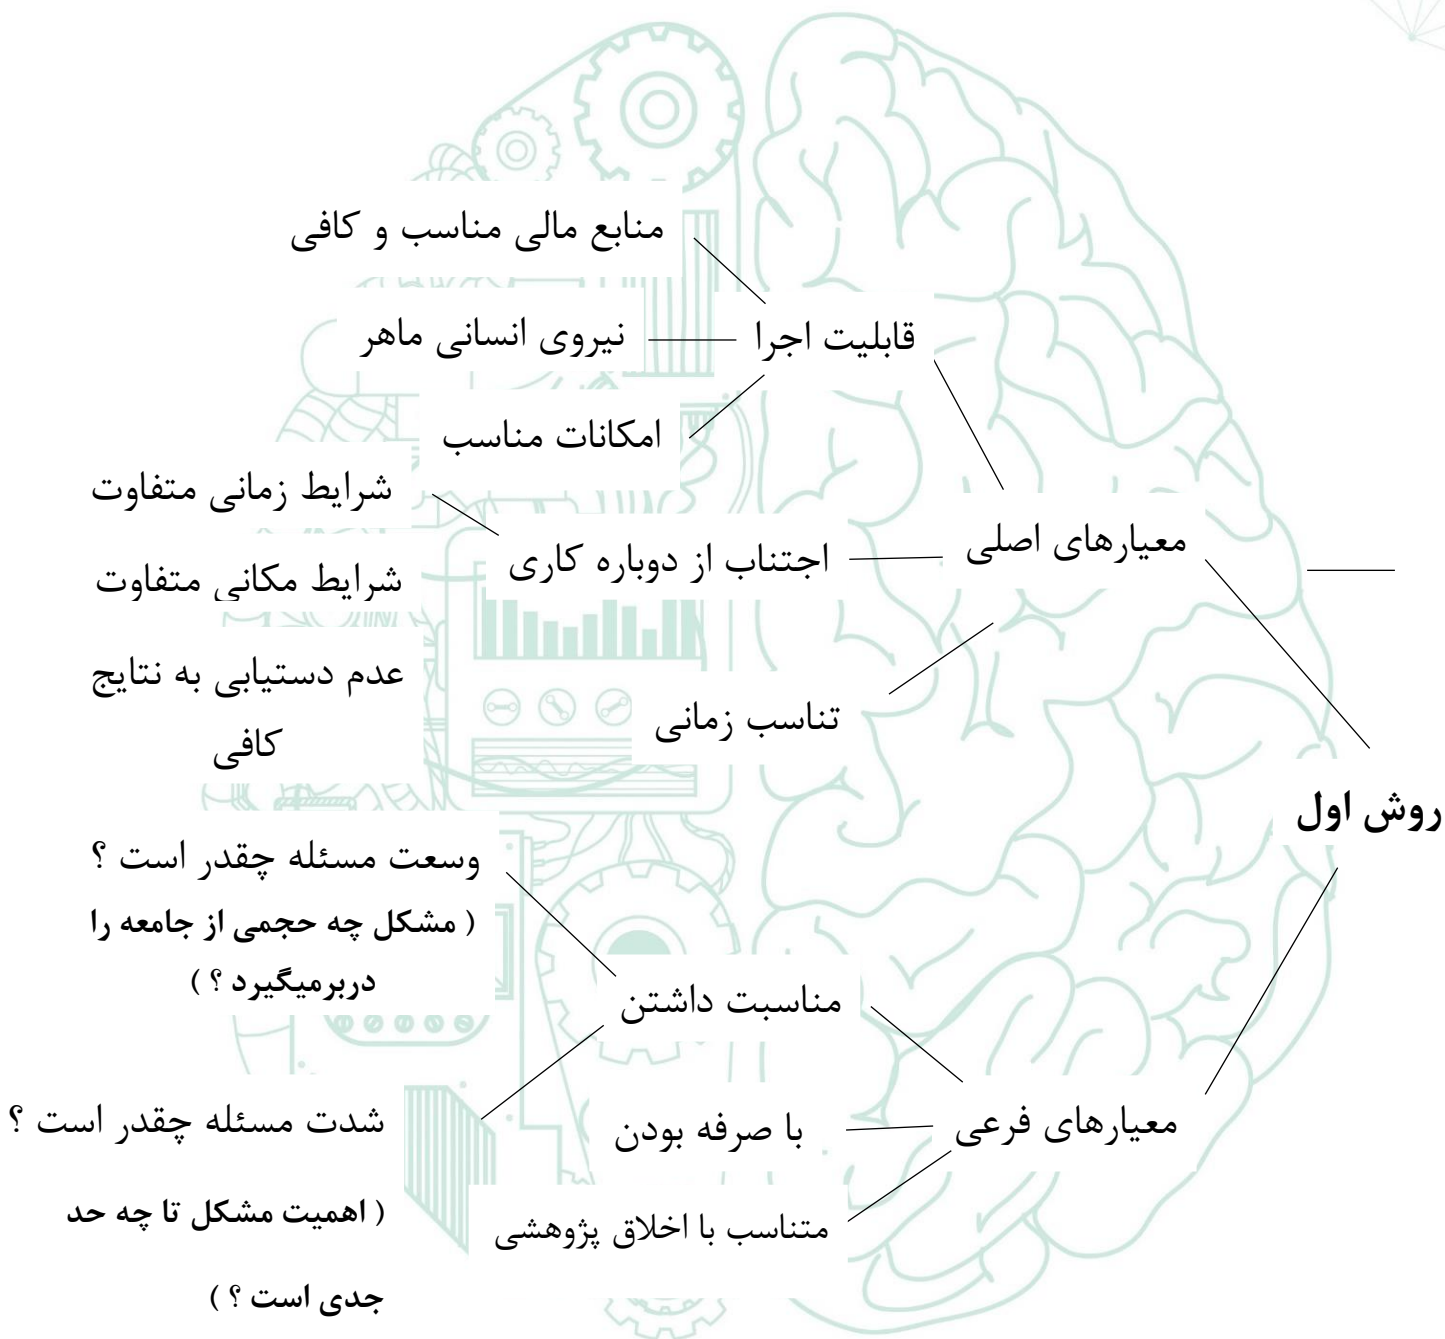 منابع مالی مناسب و کافی
قابلیت اجرا
نیروی انسانی ماهر
امکانات مناسب
شرایط زمانی متفاوت
معیارهای اصلی
اجتناب از دوباره کاری
شرایط مکانی متفاوت
عدم دستیابی به نتایج
کافی
تناسب زمانی
روش اول
وسعت مسئله چقدر است ؟
( مشکل چه حجمی از جامعه را
دربرمیگیرد ؟ )
مناسبت داشتن
معیارهای فرعی
با صرفه بودن
شدت مسئله چقدر است ؟
( اهمیت مشکل تا چه حد
جدی است ؟ )
متناسب با اخلاق پژوهشی